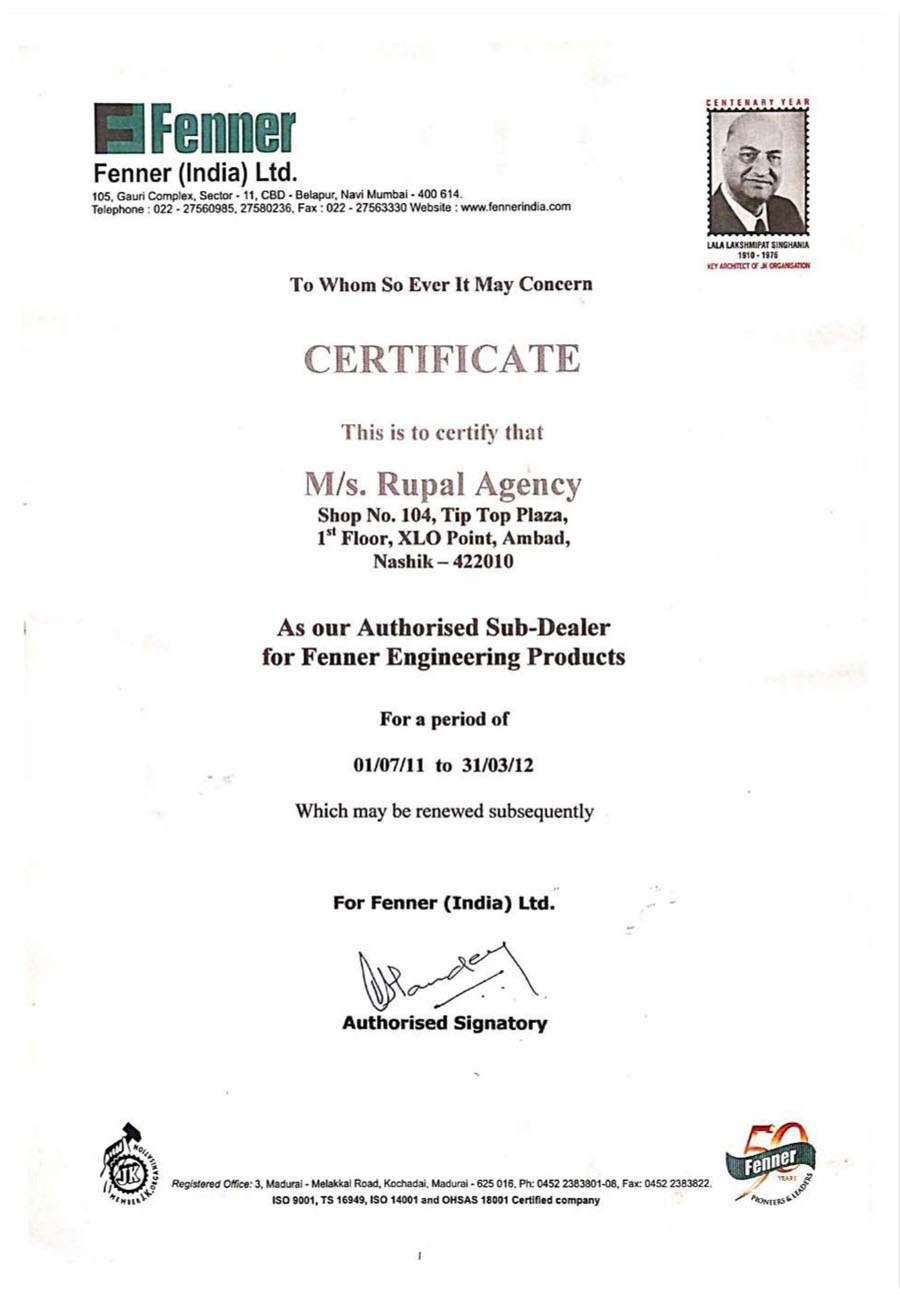 Fenner
Fenner (India) Ltd.
105, Gauri Complex, Sector - 11, CBD - Belapur, Navi Mumbai - 400 614.
Telephone : 022 - 27560985, 27580236, Fax : 022 - 27563330 Website : www.fennerindia.com
CENTENARY YEAR
LALA LAKSHMIPAT SINGHANIA
1910 - 1976
KEY ARCHITECT OF JK ORGANISATION
To Whom So Ever It May Concern
CERTIFICATE
This is to certify that
M/s. Rupal Agency
Shop No. 104, Tip Top Plaza,
1st Floor, XLO Point, Ambad,
Nashik – 422010
As our Authorised Sub-Dealer
for Fenner Engineering Products
For a period of
01/07/11 to 31/03/12
Which may be renewed subsequently
For Fenner (India) Ltd.
Authorised Signatory
JK
MEMBER J.K. ORGANISATION
50
Fenner
YEARS
PIONEERS & LEADERS
Registered Office: 3, Madurai - Melakkal Road, Kochadai, Madurai - 625 016, Ph: 0452 2383801-08, Fax: 0452 2383822.
ISO 9001, TS 16949, ISO 14001 and OHSAS 18001 Certified company
1